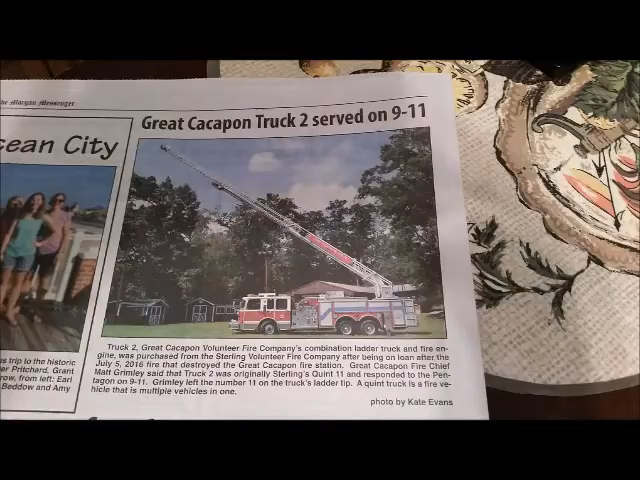 he Morgan Messenger
cean City
s trip to the historic
er Pritchard, Grant
row, from left: Earl
Beddow and Amy
Great Cacapon Truck 2 served on 9-11
Truck 2, Great Cacapon Volunteer Fire Company's combination ladder truck and fire en-
gine, was purchased from the Sterling Volunteer Fire Company after being on loan after the
July 5, 2016 fire that destroyed the Great Cacapon fire station. Great Cacapon Fire Chief
Matt Grimley said that Truck 2 was originally Sterling's Quint 11 and responded to the Pen-
tagon on 9-11. Grimley left the number 11 on the truck's ladder tip. A quint truck is a fire ve-
hicle that is multiple vehicles in one.
photo by Kate Evans